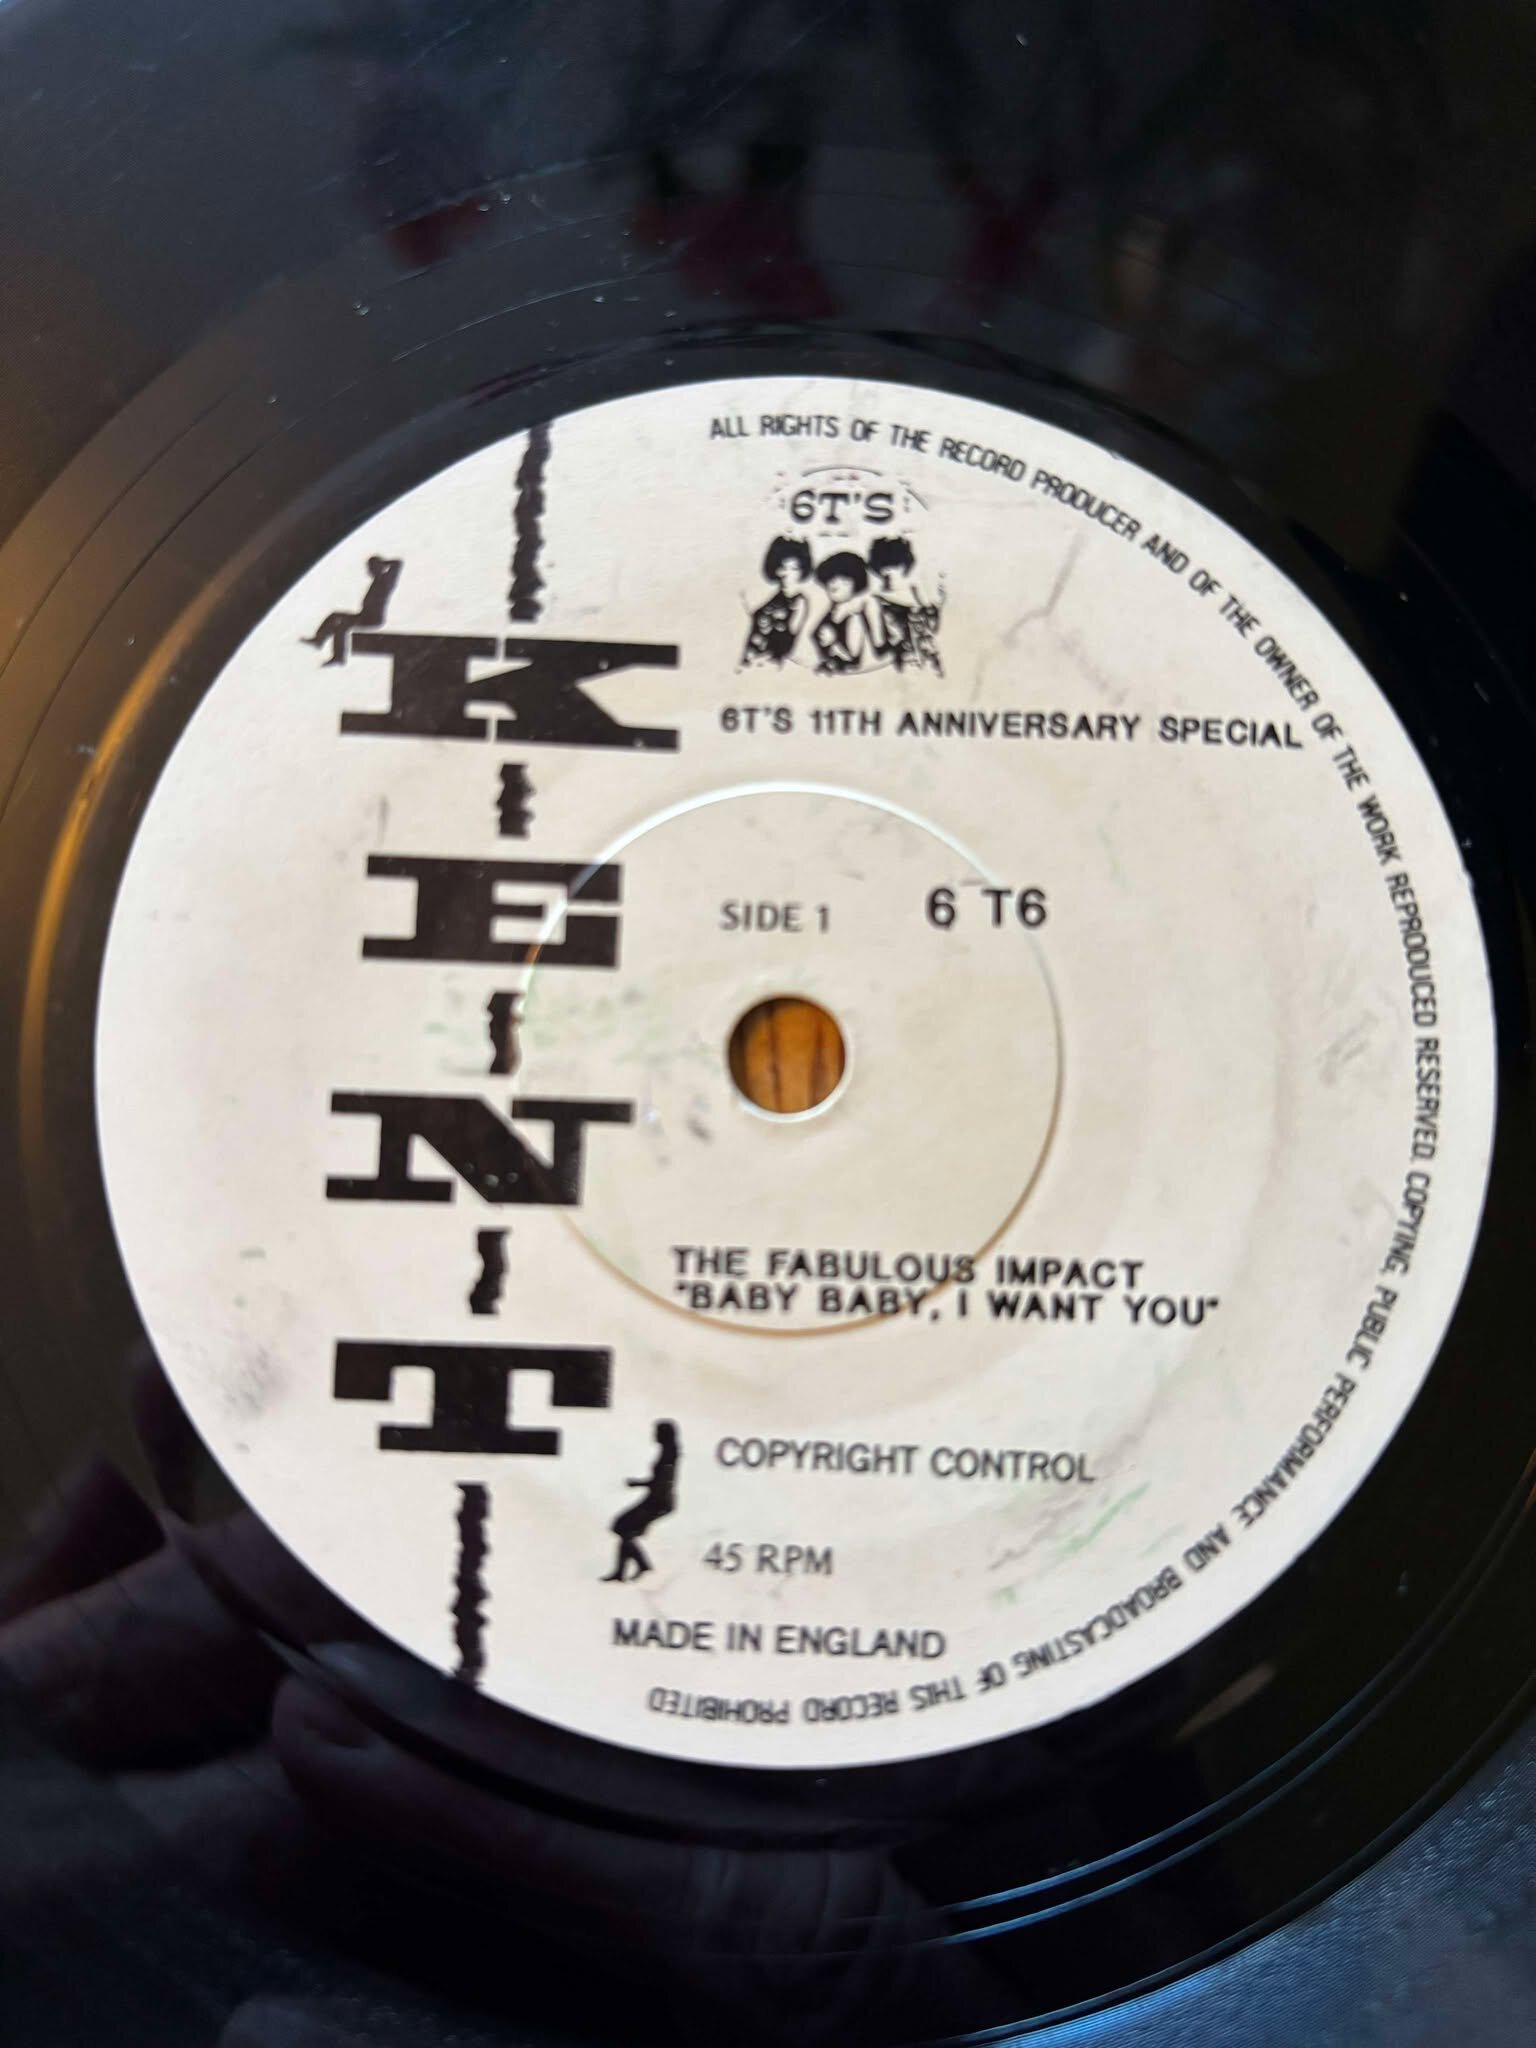 ALL RIGHTS OF THE RECORD PRODUCER AND OF THE OWNER OF THE WORK REPRODUCED RESERVED. COPYING, PUBLIC PERFORMANCE AND BROADCASTING OF THIS RECORD PROHIBITED
6T'S
KENT
6T'S 11TH ANNIVERSARY SPECIAL
SIDE 1 6 T6
THE FABULOUS IMPACT
"BABY BABY, I WANT YOU"
COPYRIGHT CONTROL
45 RPM
MADE IN ENGLAND